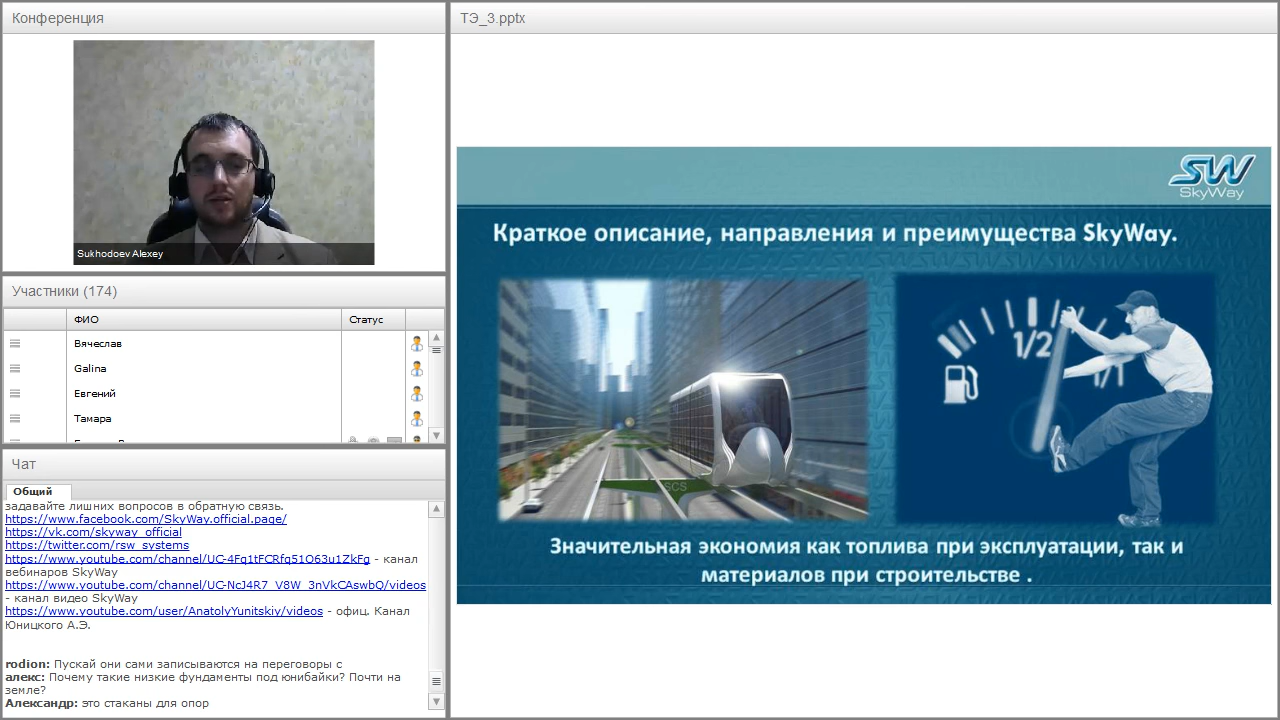 Конференция
Sukhodoev Alexey
Участники (174)
ФИО
Статус
Вячеслав
Galina
Евгений
Тамара
Чат
Общий
задавайте лишних вопросов в обратную связь.
https://www.facebook.com/SkyWay.official.page/
https://vk.com/skyway_official
https://twitter.com/rsw_systems
https://www.youtube.com/channel/UC-4Fq1tFCRfq51O63u1ZkFg - канал
вебинаров SkyWay
https://www.youtube.com/channel/UC-NcJ4R7_V8W_3nVkCAswbQ/videos
- канал видео SkyWay
https://www.youtube.com/user/AnatolyYunitskiy/videos - офиц. Канал
Юницкого А.Э.
rodion: Пускай они сами записываются на переговоры с
алекс: Почему такие низкие фундаменты под юнибайки? Почти на
земле?
Александр: это стаканы для опор
ТЭ_3.pptx
SW
SkyWay
Краткое описание, направления и преимущества SkyWay.
SCS
1/2
1/1
Значительная экономия как топлива при эксплуатации, так и
материалов при строительстве .